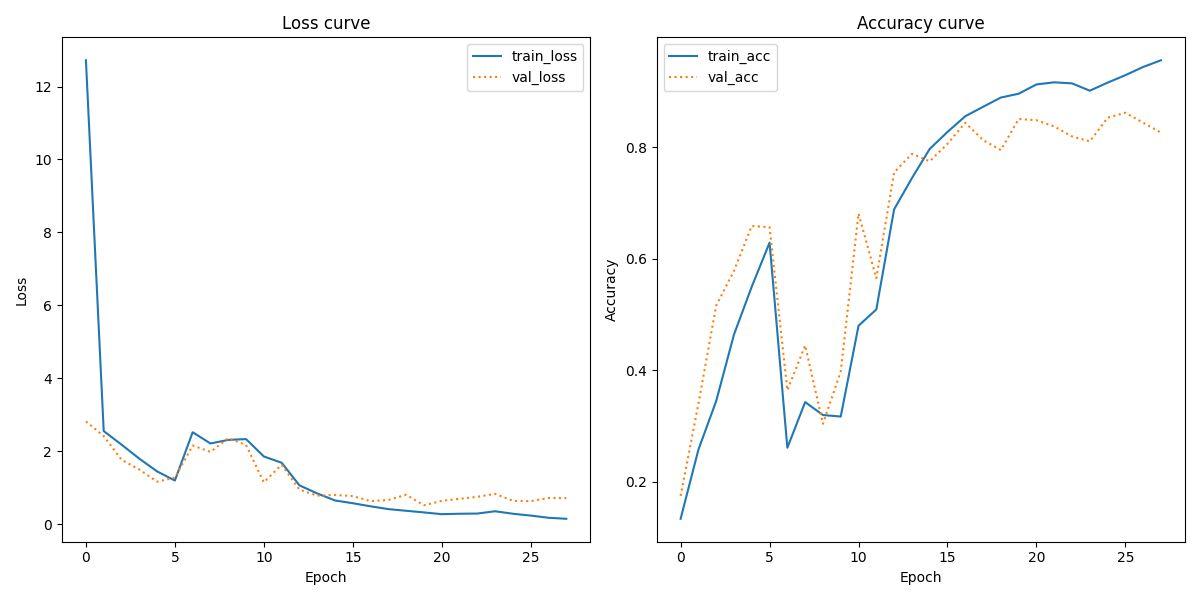 Loss curve
train_loss
val_loss
12
10
8
6
4
2
0
Loss
0 5 10 15 20 25
Epoch
Accuracy curve
train_acc
val_acc
0.8
0.6
0.4
0.2
Accuracy
0 5 10 15 20 25
Epoch